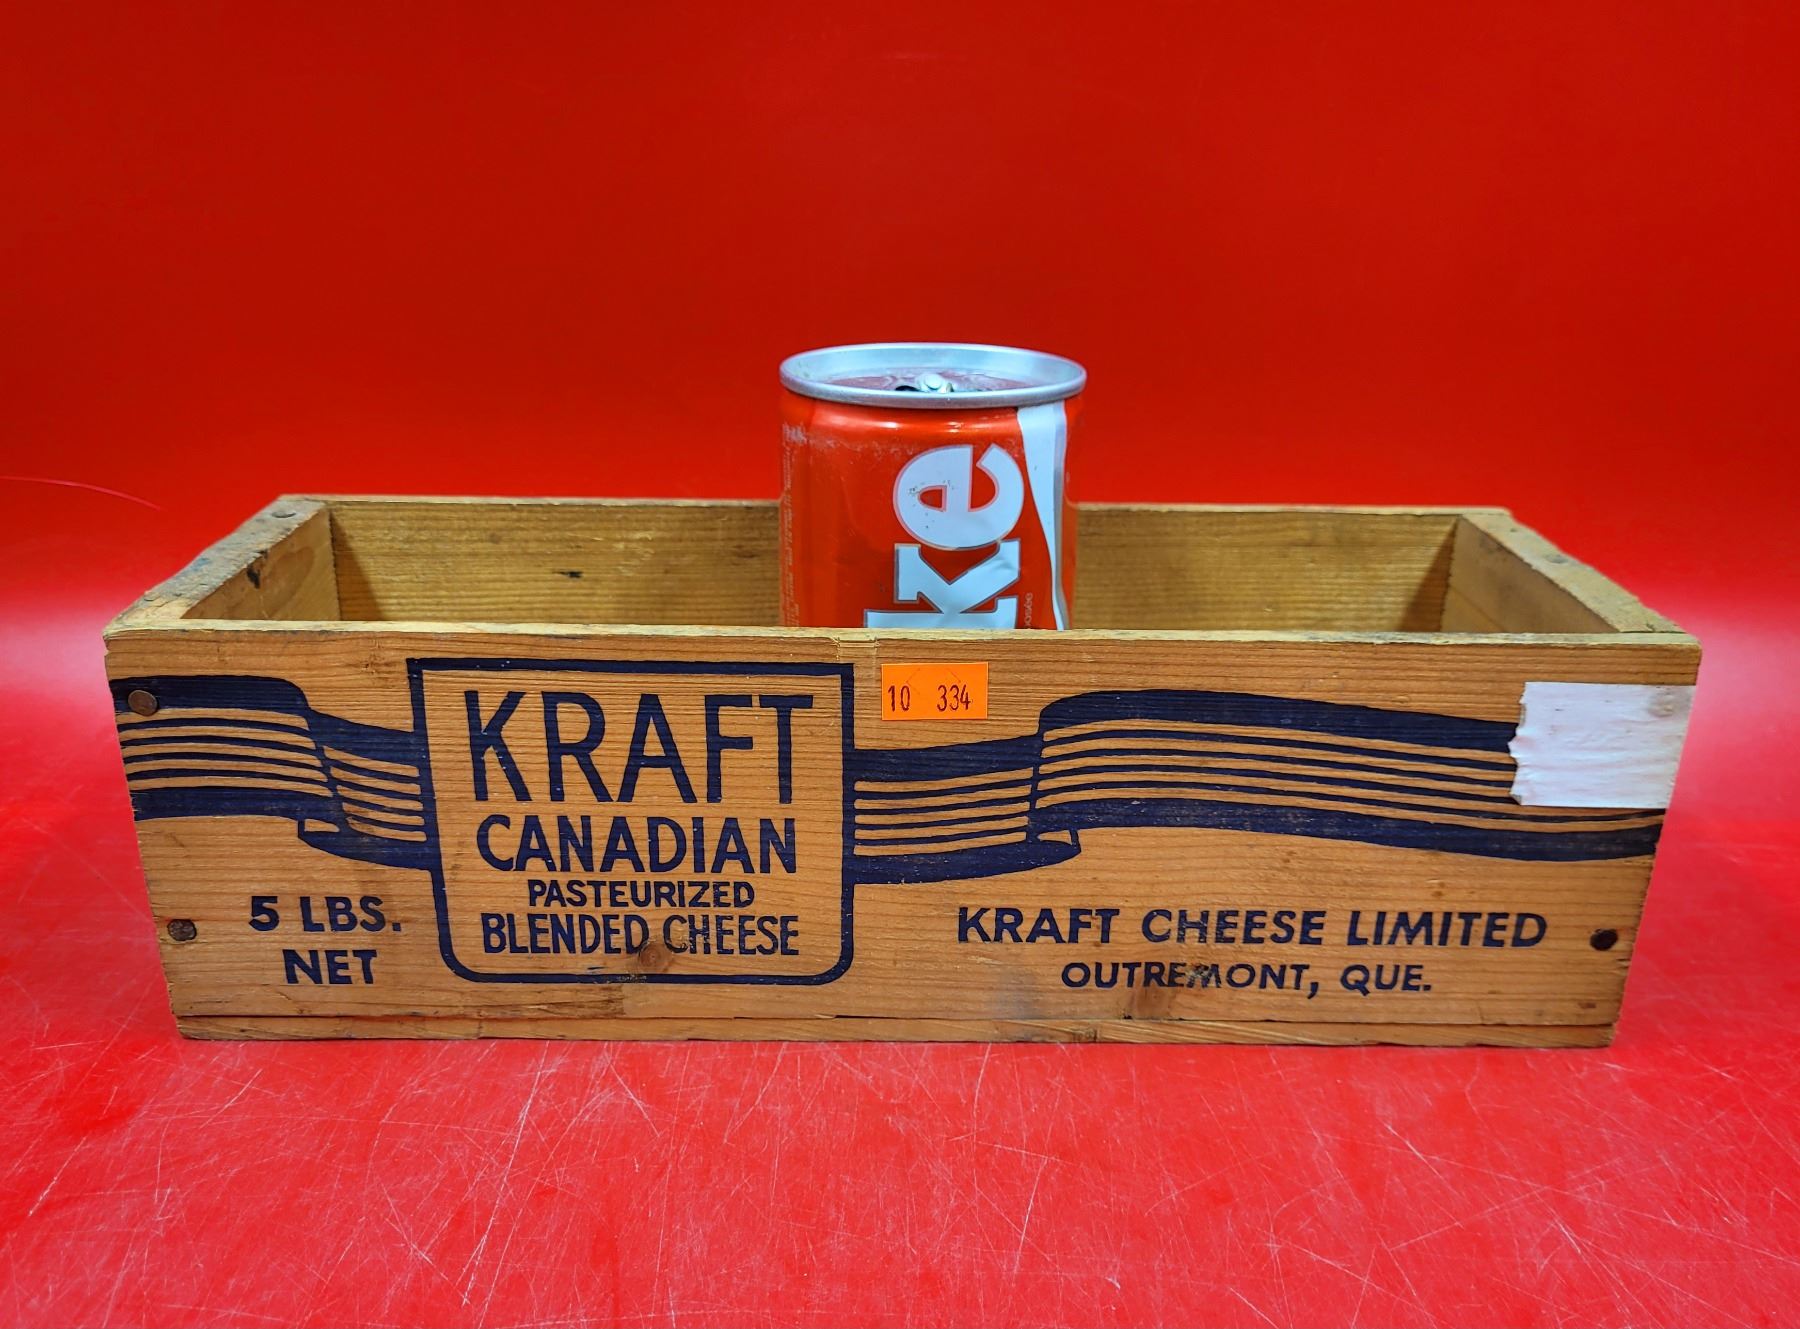 ke
10 334
KRAFT
CANADIAN
PASTEURIZED
BLENDED CHEESE
5 LBS.
NET
KRAFT CHEESE LIMITED
OUTREMONT, QUE.